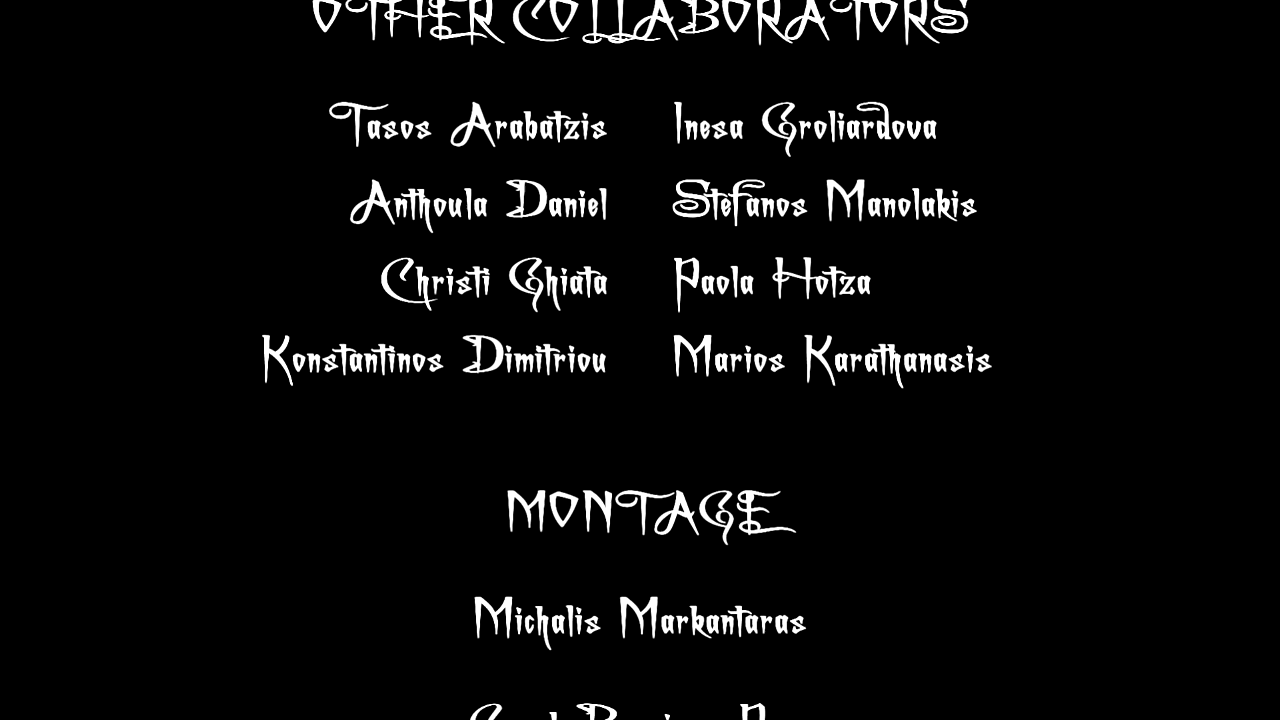 OTHER COLLABORATORS
Tasos Arabatzis Inesa Groliardova
Anthoula Daniel Stefanos Manolakis
Christi Ghiata Paola Hotza
Konstantinos Dimitriou Marios Karathanasis
MONTAGE
Michalis Markantaras